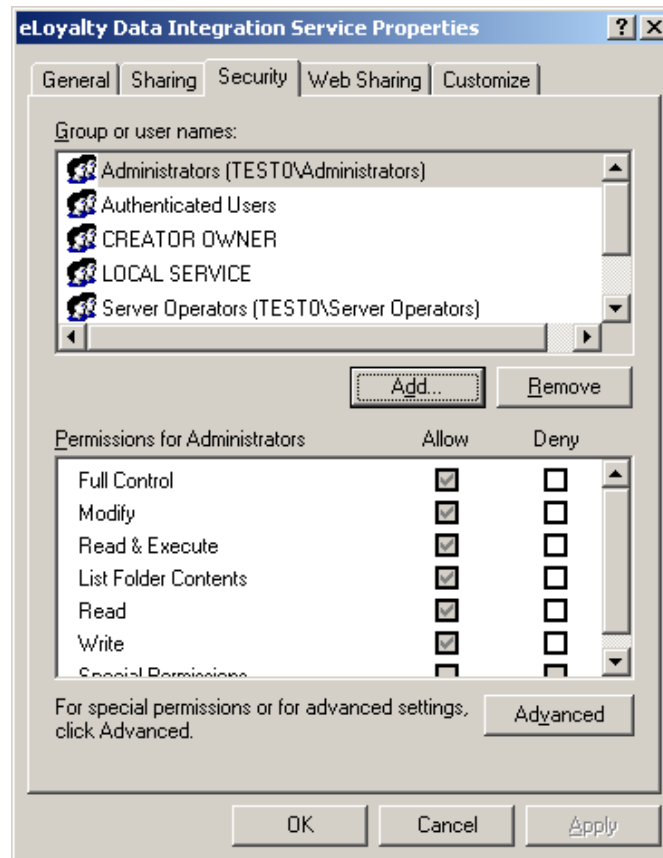 eLoyalty Data Integration Service Properties
General Sharing Security Web Sharing Customize
Group or user names:
Administrators (TEST0\Administrators)
Authenticated Users
CREATOR OWNER
LOCAL SERVICE
Server Operators (TEST0\Server Operators)
Add... Remove
Permissions for Administrators Allow Deny
Full Control
Modify
Read & Execute
List Folder Contents
Read
Write
Special Permissions
For special permissions or for advanced settings,
click Advanced.
Advanced
OK Cancel Apply